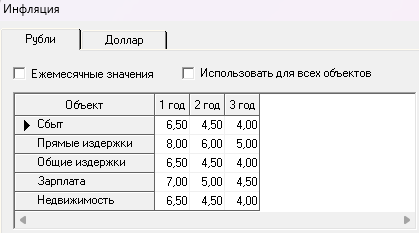 Инфляция
Рубли Доллар
Ежемесячные значения Использовать для всех объектов
Объект 1 год 2 год 3 год
Сбыт 6,50 4,50 4,00
Прямые издержки 8,00 6,00 5,00
Общие издержки 6,50 4,50 4,00
Зарплата 7,00 5,00 4,50
Недвижимость 6,50 4,50 4,00